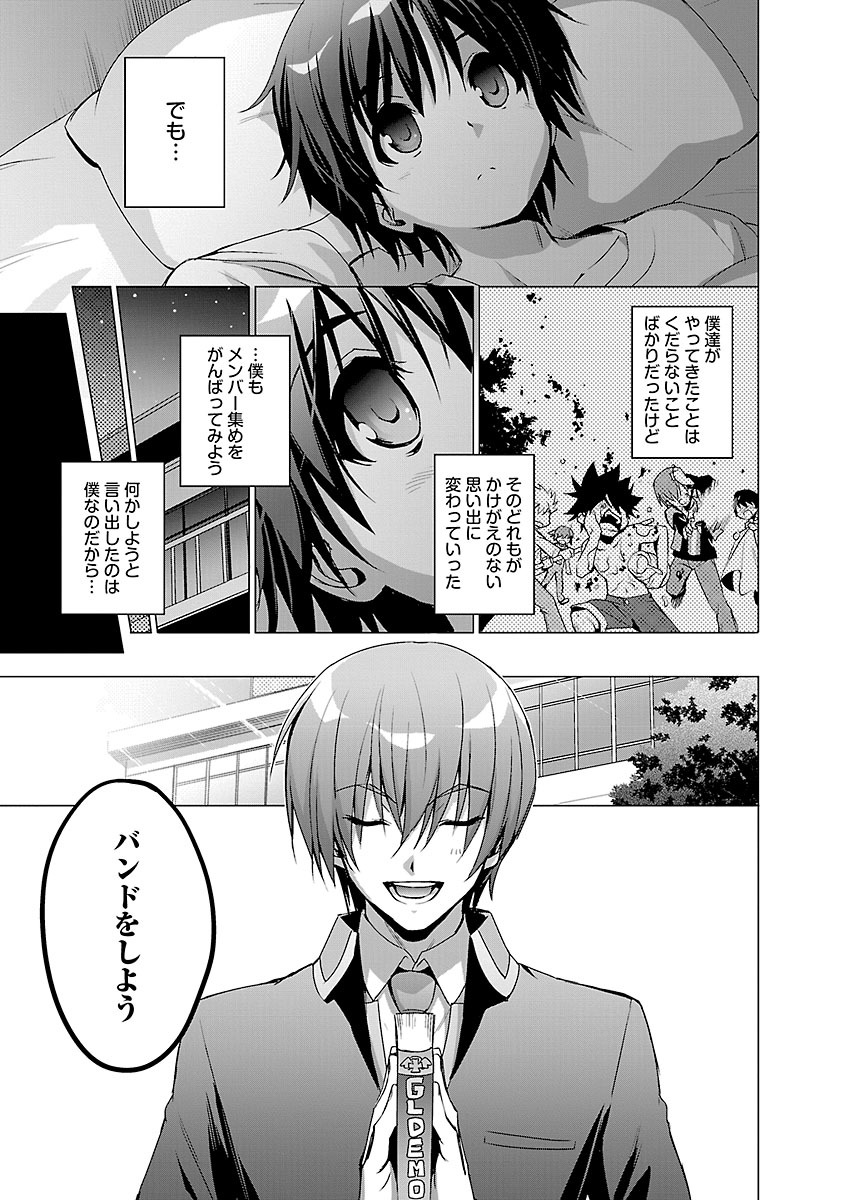 でも…
僕達が
やってきたことは
くだらないこと
ばかりだったけど
そのどれもが
かけがえのない
思い出に
変わっていった
…僕も
メンバー集めを
がんばってみよう
何かしようと
言い出したのは
僕なのだから…
バンドをしよう
GLDEMO